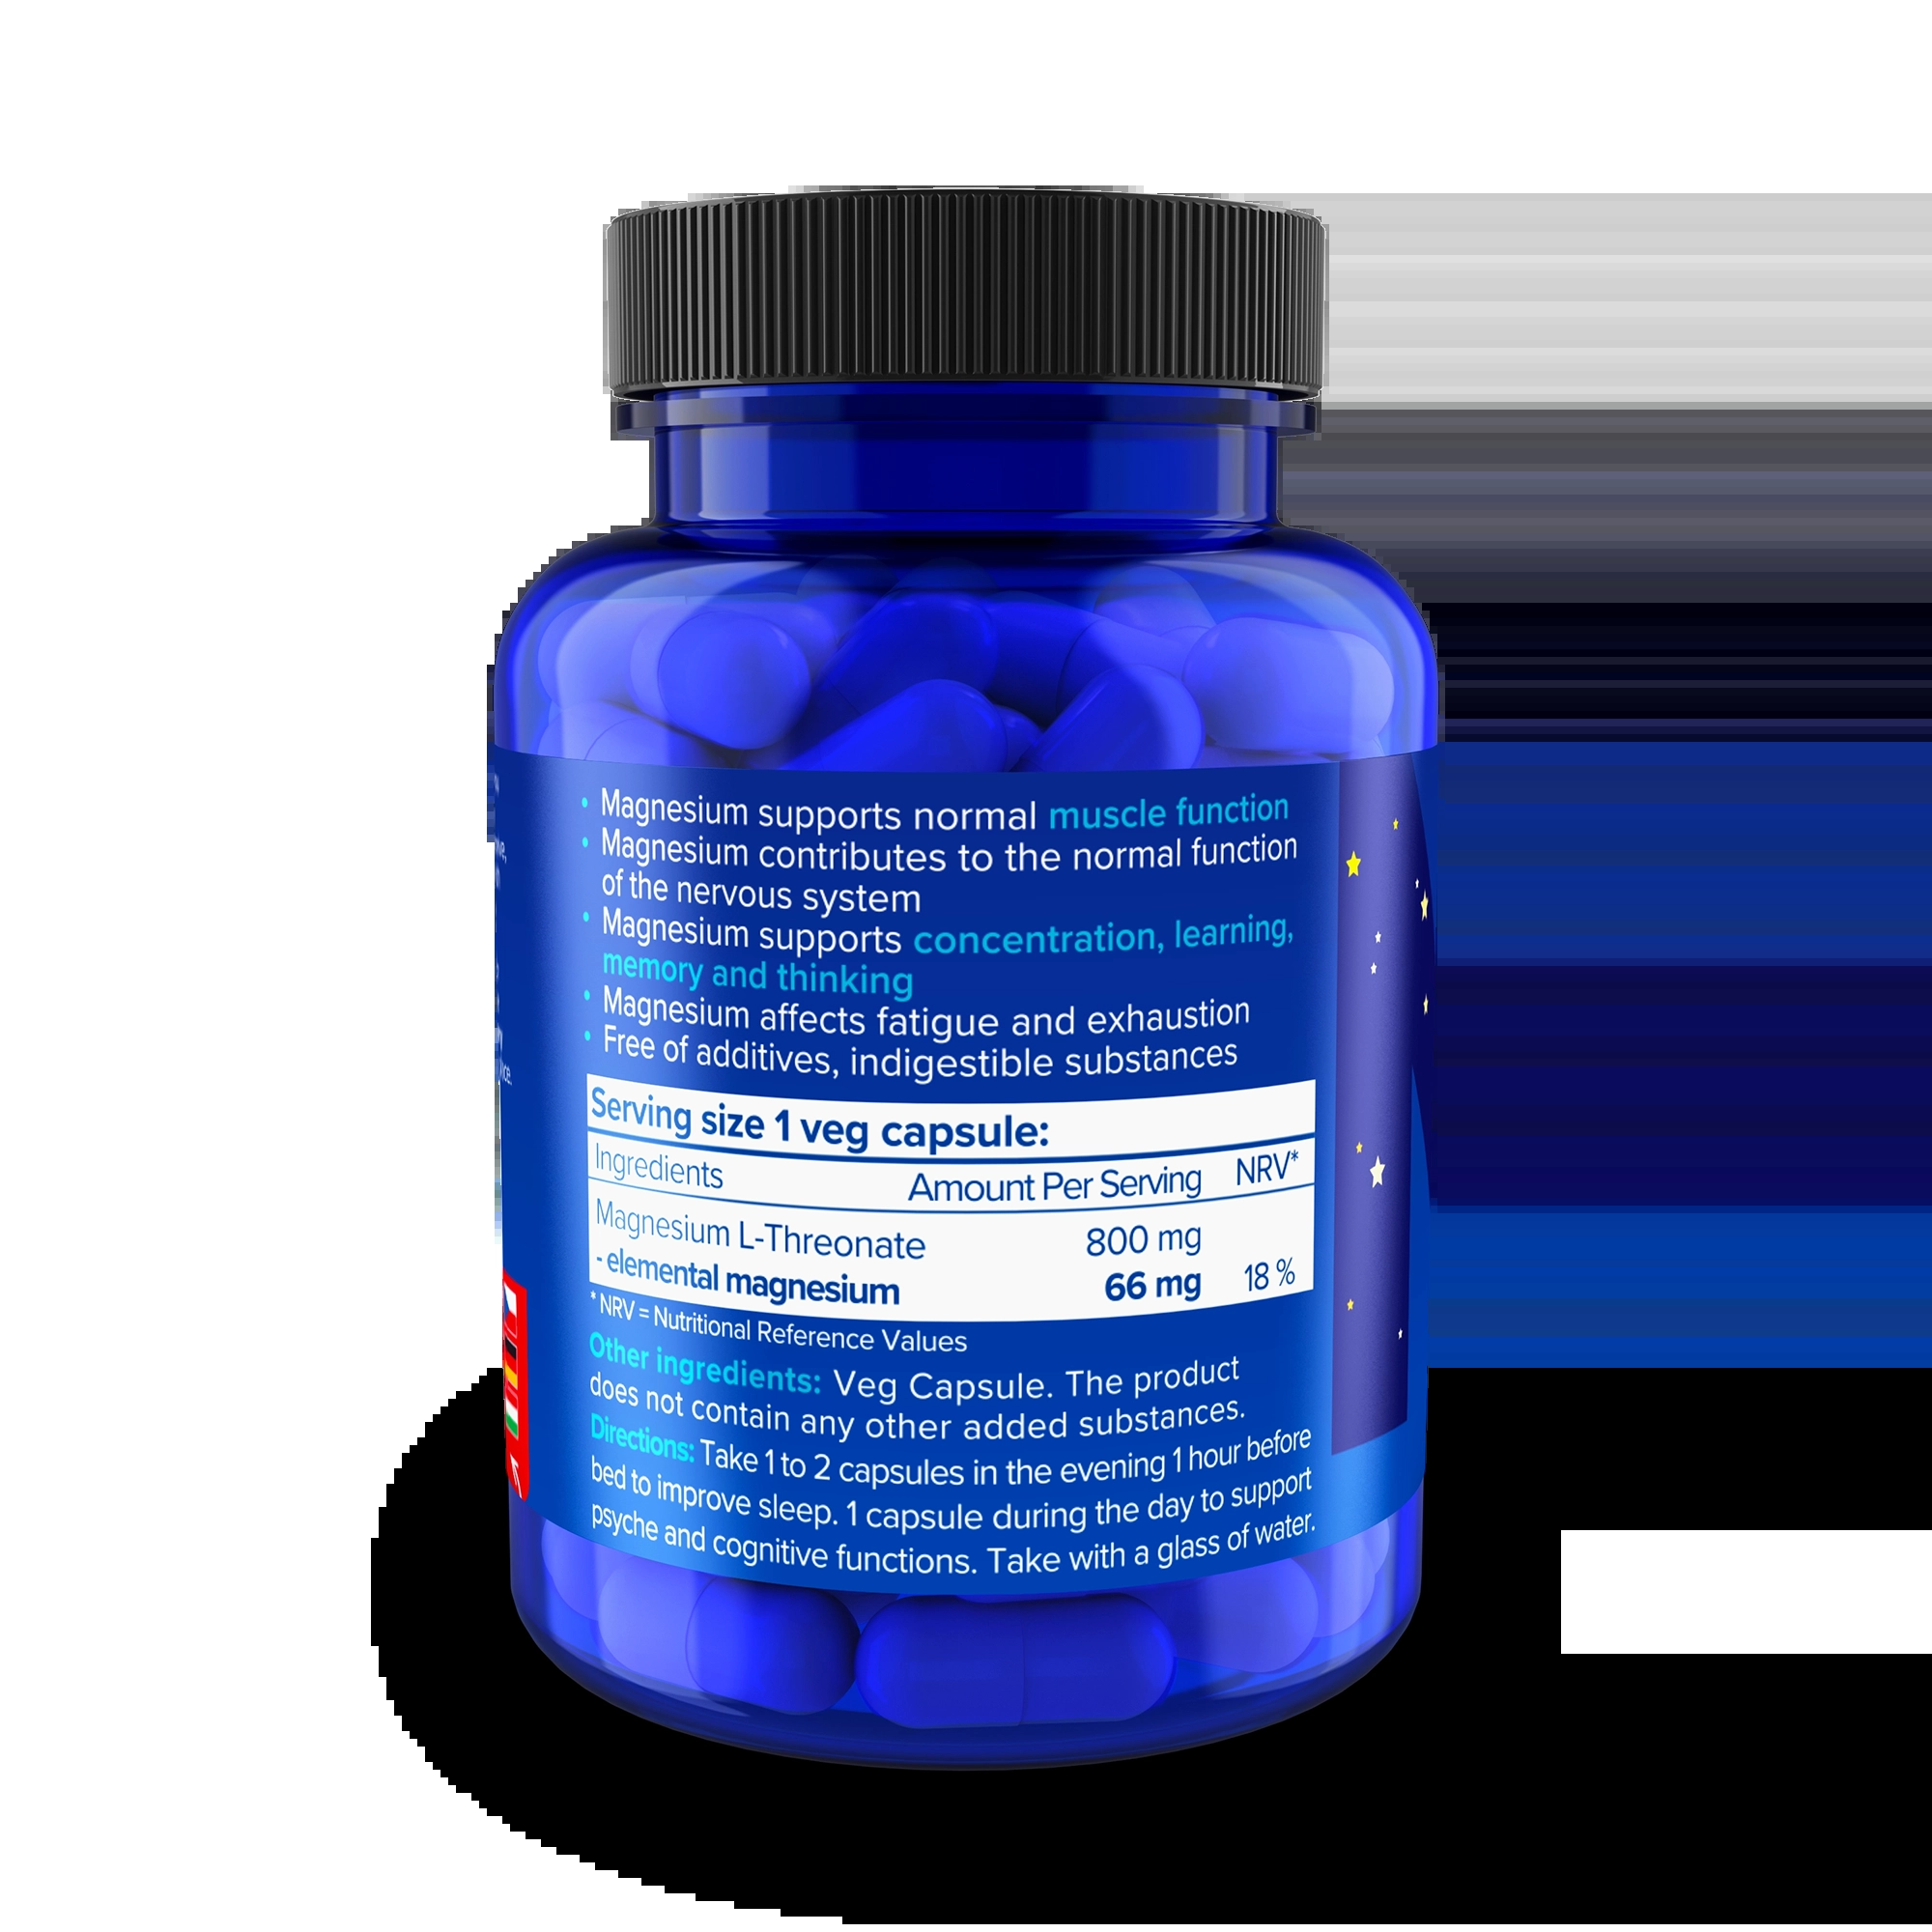 • Magnesium supports normal muscle function
• Magnesium contributes to the normal function
of the nervous system
• Magnesium supports concentration, learning,
memory and thinking
• Magnesium affects fatigue and exhaustion
• Free of additives, indigestible substances
Serving size 1 veg capsule:
Ingredients Amount Per Serving NRV*
Magnesium L-Threonate 800 mg
- elemental magnesium 66 mg 18 %
* NRV = Nutritional Reference Values
Other ingredients: Veg Capsule. The product
does not contain any other added substances.
Directions: Take 1 to 2 capsules in the evening 1 hour before
bed to improve sleep. 1 capsule during the day to support
psyche and cognitive functions. Take with a glass of water.